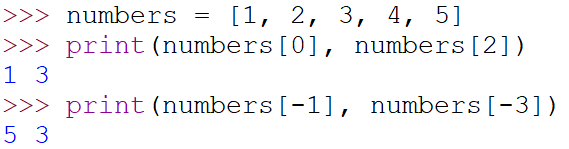 >>> numbers = [1, 2, 3, 4, 5]
>>> print(numbers[0], numbers[2])
1 3
>>> print(numbers[-1], numbers[-3])
5 3